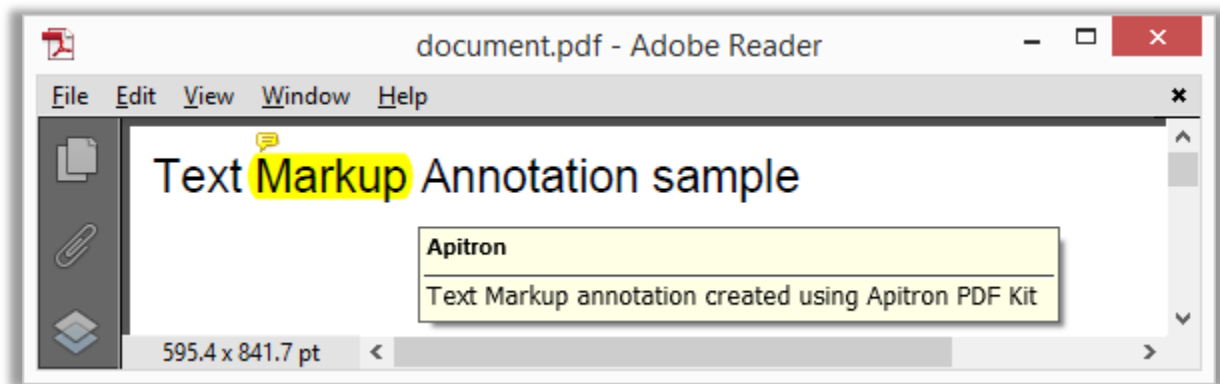 document.pdf - Adobe Reader
File Edit View Window Help
Text Markup Annotation sample
Apitron
Text Markup annotation created using Apitron PDF Kit
595.4 x 841.7 pt